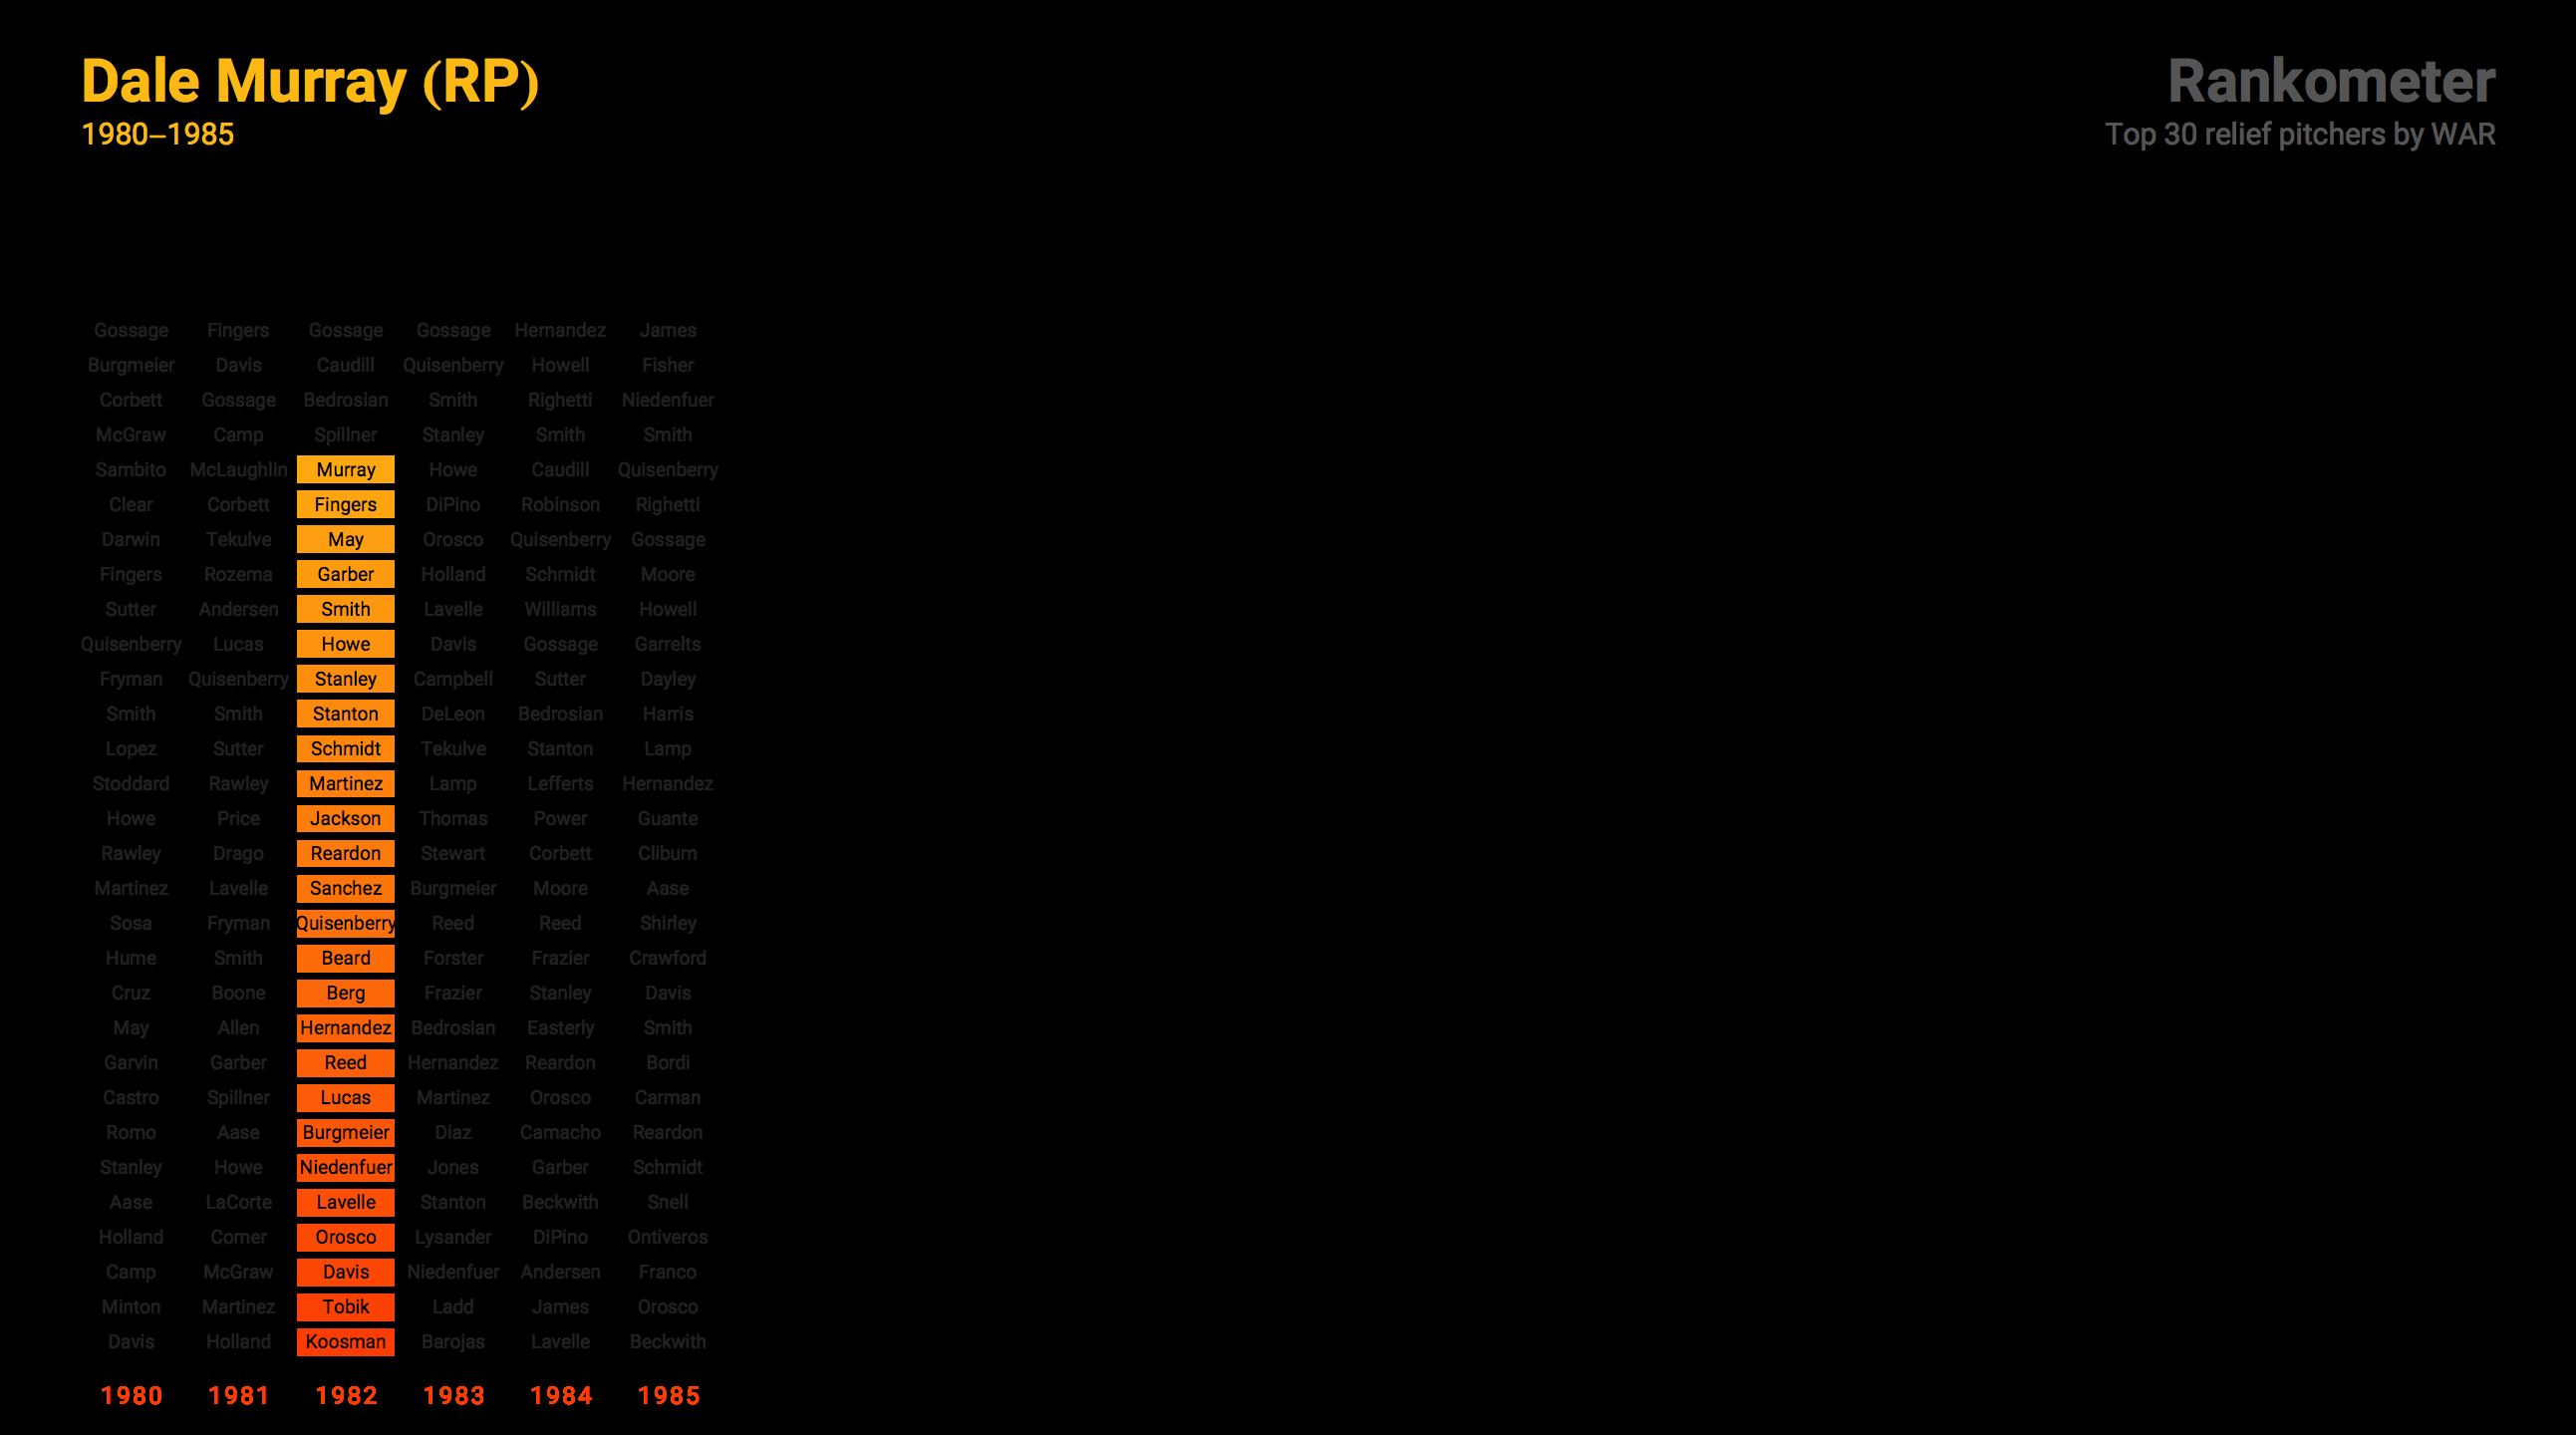 Dale Murray (RP)
1980–1985
Rankometer
Top 30 relief pitchers by WAR
Gossage Fingers Gossage Gossage Hernandez James
Burgmeier Davis Caudill Quisenberry Howell Fisher
Corbett Gossage Bedrosian Smith Righetti Niedenfuer
McGraw Camp Spillner Stanley Smith Smith
Sambito McLaughlin Murray Howe Caudill Quisenberry
Clear Corbett Fingers DiPino Robinson Righetti
Darwin Tekulve May Orosco Quisenberry Gossage
Fingers Rozema Garber Holland Schmidt Moore
Sutter Andersen Smith Lavelle Williams Howell
Quisenberry Lucas Howe Davis Gossage Garrelts
Fryman Quisenberry Stanley Campbell Sutter Dayley
Smith Smith Stanton DeLeon Bedrosian Harris
Lopez Sutter Schmidt Tekulve Stanton Lamp
Stoddard Rawley Martinez Lamp Lefferts Hernandez
Howe Price Jackson Thomas Power Guante
Rawley Drago Reardon Stewart Corbett Cliburn
Martinez Lavelle Sanchez Burgmeier Moore Aase
Sosa Fryman Quisenberry Reed Reed Shirley
Hume Smith Beard Forster Frazier Crawford
Cruz Boone Berg Frazier Stanley Davis
May Allen Hernandez Bedrosian Easterly Smith
Garvin Garber Reed Hernandez Reardon Bordi
Castro Spillner Lucas Martinez Orosco Carman
Romo Aase Burgmeier Diaz Camacho Reardon
Stanley Howe Niedenfuer Jones Garber Schmidt
Aase LaCorte Lavelle Stanton Beckwith Snell
Holland Comer Orosco Lysander DiPino Ontiveros
Camp McGraw Davis Niedenfuer Andersen Franco
Minton Martinez Tobik Ladd James Orosco
Davis Holland Koosman Barojas Lavelle Beckwith
1980 1981 1982 1983 1984 1985